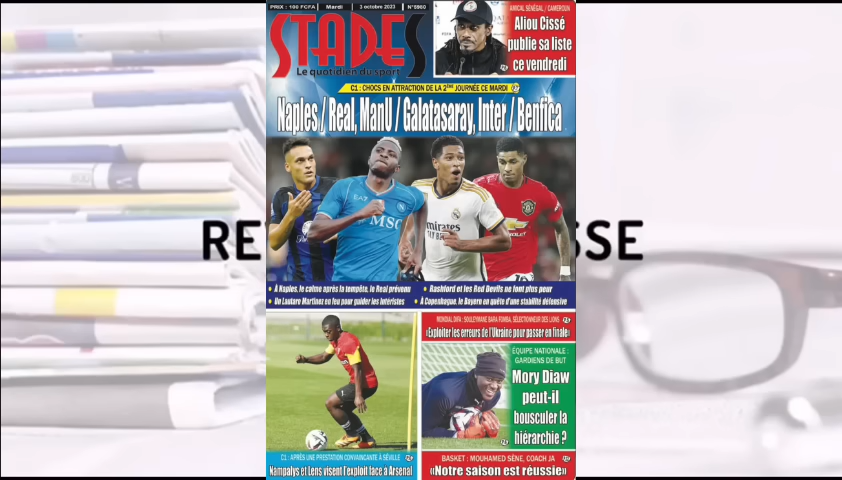 PRIX : 100 FCFA
Mardi
3 octobre 2023
N°5960
STADES
Le quotidien du sport
AMICAL SÉNÉGAL / CAMEROUN
Aliou Cissé
publie sa liste
ce vendredi
C1 : CHOCS EN ATTRACTION DE LA 2ÈME JOURNÉE CE MARDI
Naples / Real, ManU / Galatasaray, Inter / Benfica
• À Naples, le calme après la tempête, le Real prévenu
• Rashford et les Red Devils ne font plus peur
• Un Lautaro Martinez en feu pour guider les Intéristes
• À Copenhague, le Bayern en quête d'une stabilité défensive
RE
SSE
MSC
Emirates
FLY BETTER
CHEVROLET
C1 : APRÈS UNE PRESTATION CONVAINCANTE À SÉVILLE
Nampalys et Lens visent l'exploit face à Arsenal
SOULEYMANE BARA FOMBA, SÉLECTIONNEUR DES LIONS
«Exploiter les erreurs de l'Ukraine pour passer en finale»
ÉQUIPE NATIONALE :
GARDIENS DE BUT
Mory Diaw
peut-il
bousculer la
hiérarchie ?
BASKET : MOUHAMED SÈNE, COACH JA
«Notre saison est réussie»